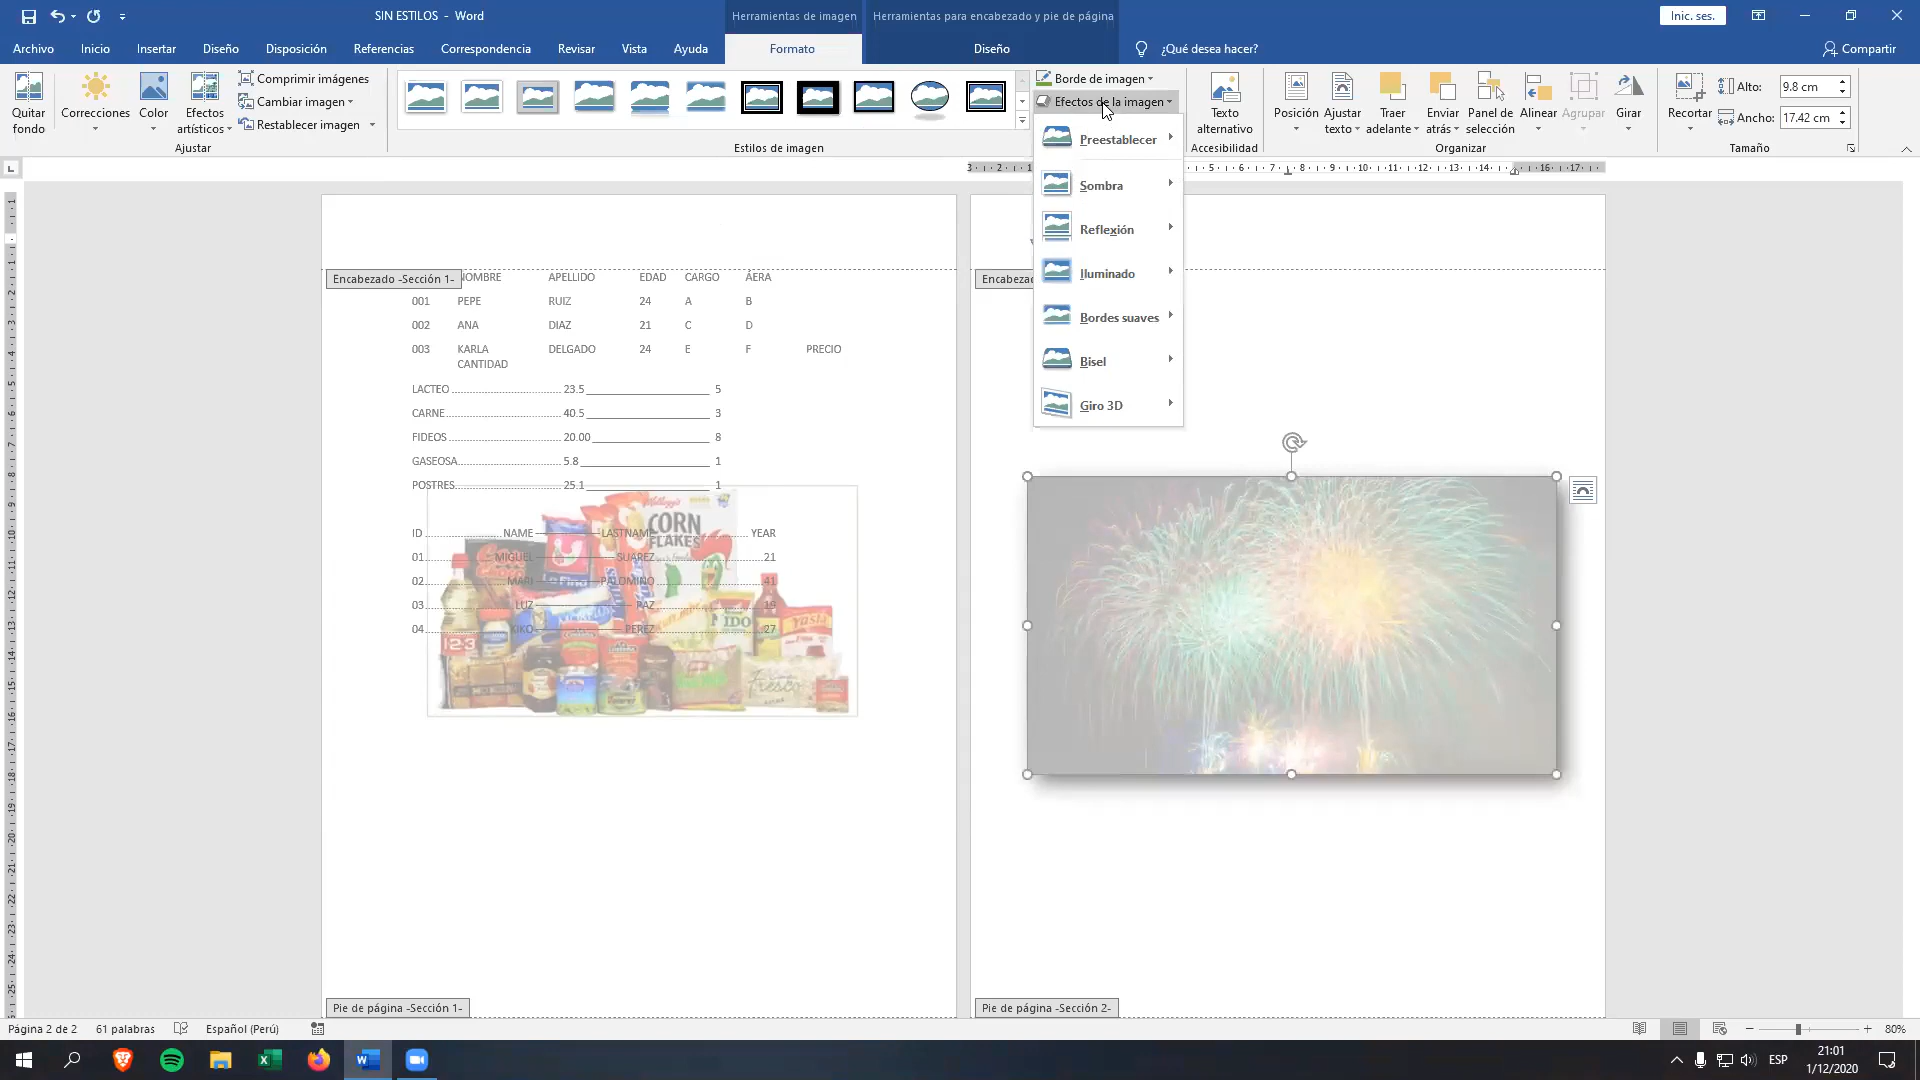 SIN ESTILOS - Word
Herramientas de imagen
Herramientas para encabezado y pie de página
Inic. ses.
Archivo
Inicio
Insertar
Diseño
Disposición
Referencias
Correspondencia
Revisar
Vista
Ayuda
Formato
Diseño
¿Qué desea hacer?
Compartir
Quitar fondo
Correcciones
Color
Efectos artísticos
Comprimir imágenes
Cambiar imagen
Restablecer imagen
Ajustar
Estilos de imagen
Borde de imagen
Efectos de la imagen
Preestablecer
Sombra
Reflexión
Iluminado
Bordes suaves
Bisel
Giro 3D
Texto alternativo
Accesibilidad
Posición
Ajustar texto
Traer adelante
Enviar atrás
Panel de selección
Alinear
Agrupar
Girar
Organizar
Recortar
Alto: 9.8 cm
Ancho: 17.42 cm
Tamaño
Encabezado -Sección 1-
NOMBRE APELLIDO EDAD CARGO ÁERA
001 PEPE RUIZ 24 A B
002 ANA DIAZ 21 C D
003 KARLA DELGADO 24 E F PRECIO
CANTIDAD
LACTEO 23.5 5
CARNE 40.5 3
FIDEOS 20.00 8
GASEOSA 5.8 1
POSTRES 25.1 1
ID NAME LASTNAME YEAR
01 MIGUEL SUAREZ 21
02 MARI PALOMINO 41
03 LUZ PAZ
04 KIKO PEREZ 27
CORN
FLAKES
1-2-3
Fresco
Pie de página -Sección 1-
Pie de página -Sección 2-
Página 2 de 2
61 palabras
Español (Perú)
80%
ESP
21:01
1/12/2020